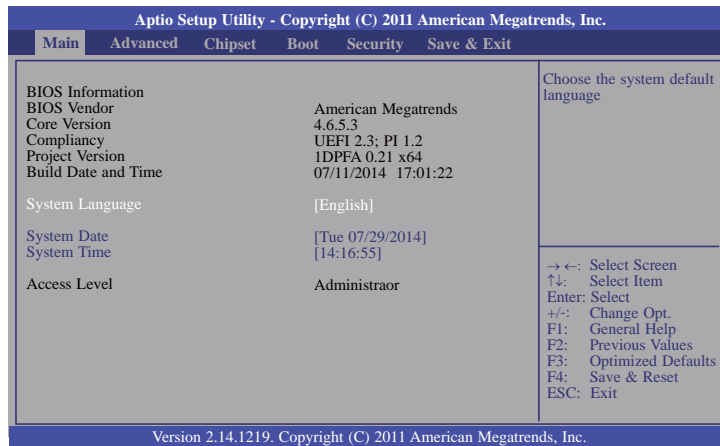 Aptio Setup Utility - Copyright (C) 2011 American Megatrends, Inc.
Main Advanced Chipset Boot Security Save & Exit
BIOS Information
BIOS Vendor American Megatrends
Core Version 4.6.5.3
Compliancy UEFI 2.3; PI 1.2
Project Version 1DPFA 0.21 x64
Build Date and Time 07/11/2014 17:01:22
System Language [English]
System Date [Tue 07/29/2014]
System Time [14:16:55]
Access Level Administraor
Choose the system default
language
→←: Select Screen
↑↓: Select Item
Enter: Select
+/-: Change Opt.
F1: General Help
F2: Previous Values
F3: Optimized Defaults
F4: Save & Reset
ESC: Exit
Version 2.14.1219. Copyright (C) 2011 American Megatrends, Inc.